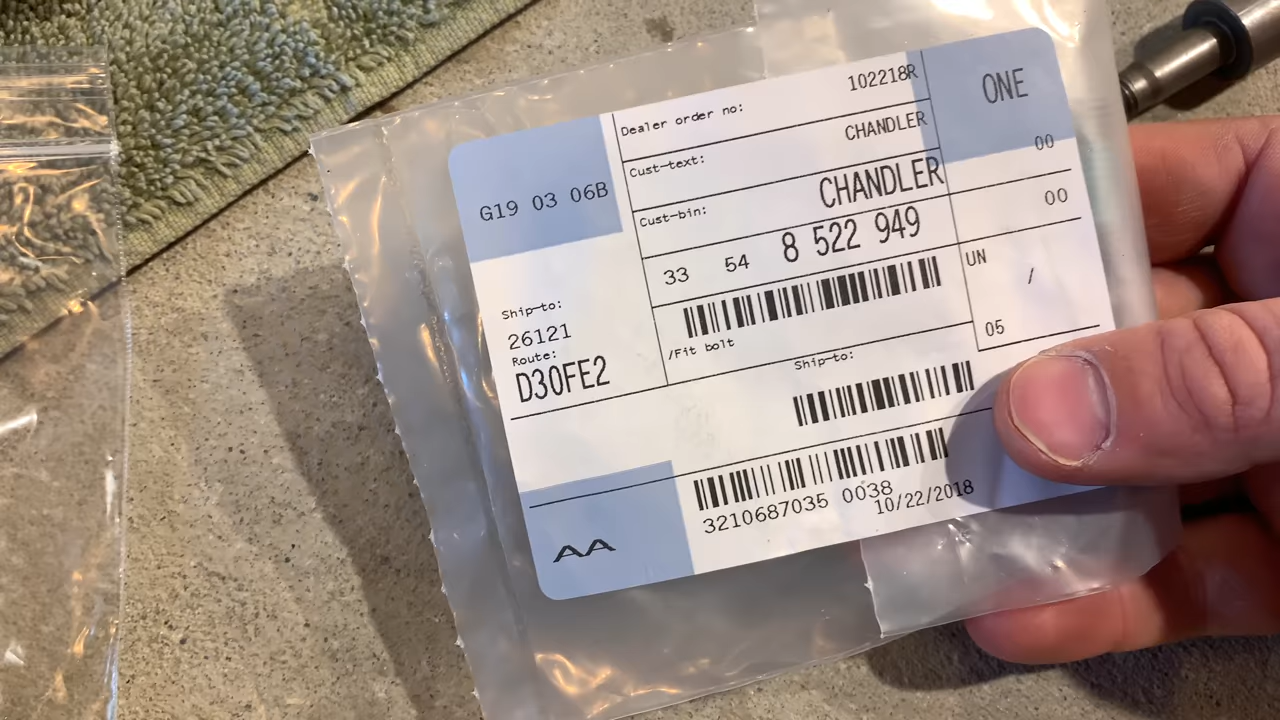 G19 03 06B
Dealer order no: 102218R
Cust-text: CHANDLER
Cust-bin: CHANDLER
33 54 8 522 949
/Fit bolt
ONE
00
00
UN /
05
Ship-to:
26121
Route:
D30FE2
Ship-to:
3210687035 0038
10/22/2018
AA